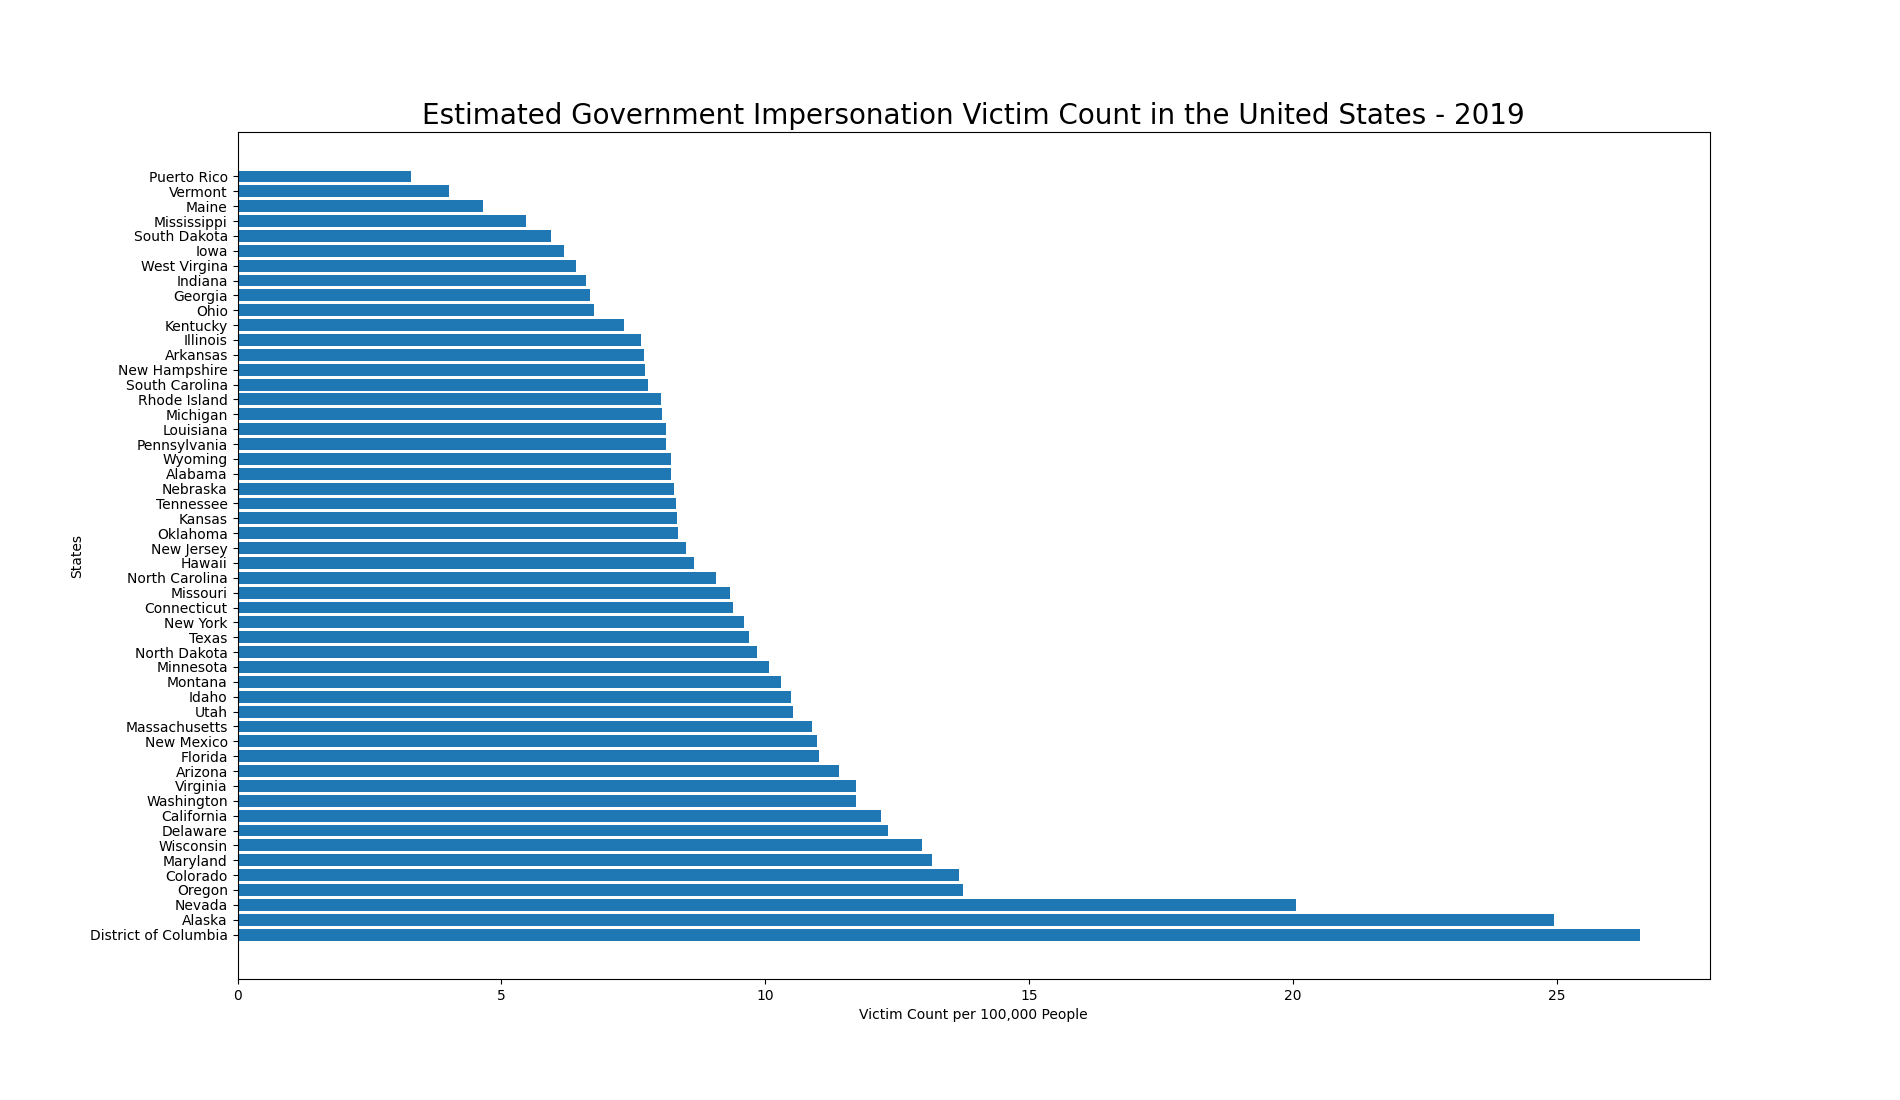 Estimated Government Impersonation Victim Count in the United States - 2019
Puerto Rico
Vermont
Maine
Mississippi
South Dakota
Iowa
West Virgina
Indiana
Georgia
Ohio
Kentucky
Illinois
Arkansas
New Hampshire
South Carolina
Rhode Island
Michigan
Louisiana
Pennsylvania
Wyoming
Alabama
Nebraska
Tennessee
Kansas
Oklahoma
New Jersey
Hawaii
North Carolina
Missouri
Connecticut
New York
Texas
North Dakota
Minnesota
Montana
Idaho
Utah
Massachusetts
New Mexico
Florida
Arizona
Virginia
Washington
California
Delaware
Wisconsin
Maryland
Colorado
Oregon
Nevada
Alaska
District of Columbia
States
0 5 10 15 20 25
Victim Count per 100,000 People